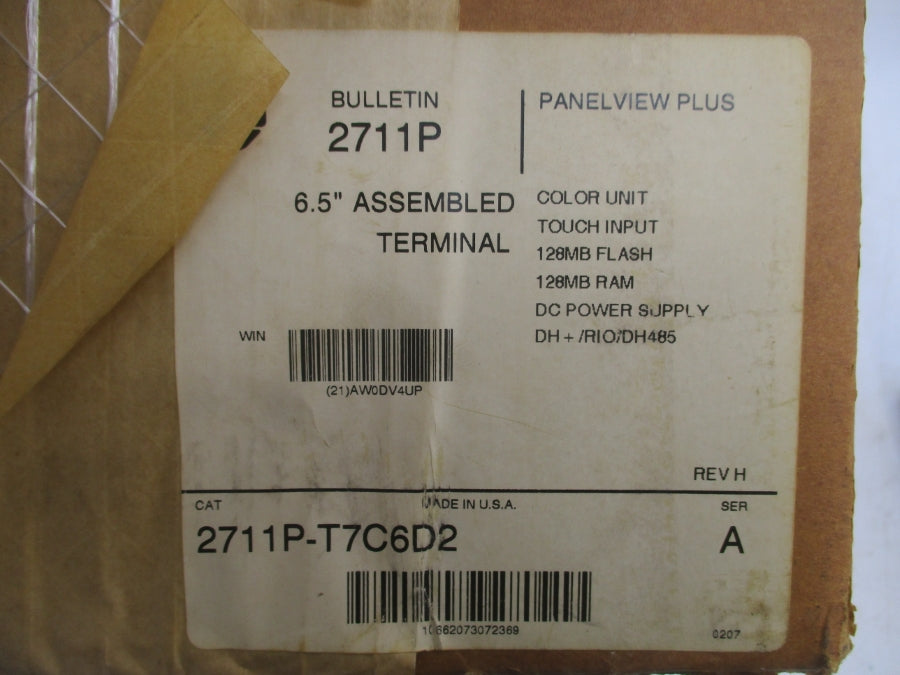 BULLETIN
2711P
PANELVIEW PLUS
6.5" ASSEMBLED
TERMINAL
COLOR UNIT
TOUCH INPUT
128MB FLASH
128MB RAM
DC POWER SUPPLY
DH+/RIO/DH485
WIN
(21)AW0DV4UP
REV H
CAT
MADE IN U.S.A.
SER
2711P-T7C6D2
A
10662073072369
0207